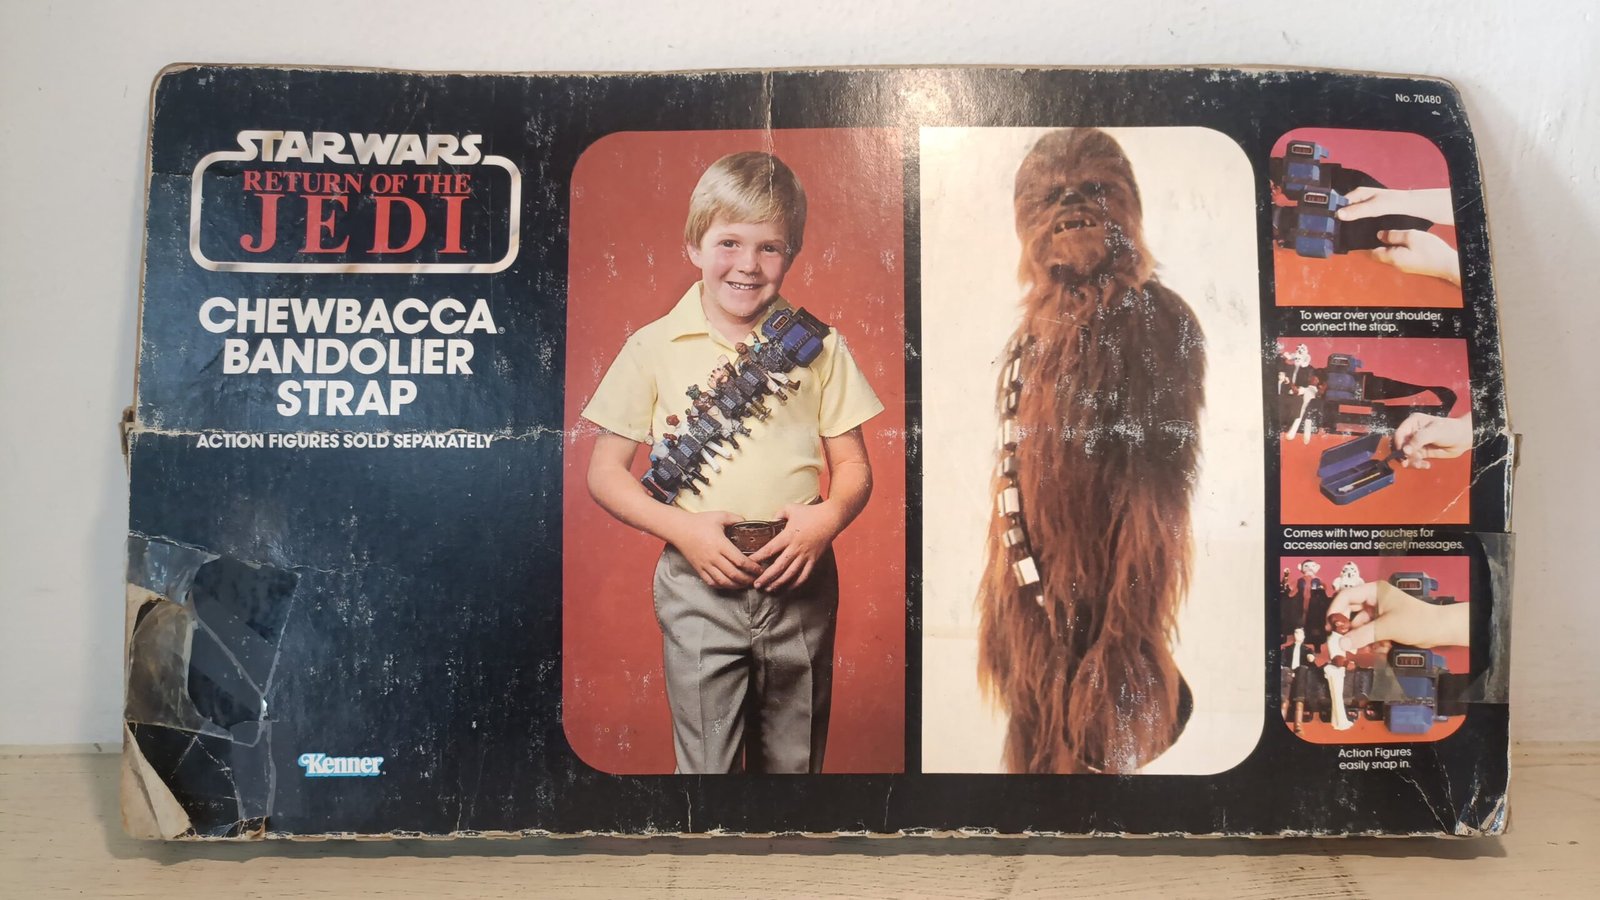 No. 70480
STAR WARS
RETURN OF THE
JEDI
CHEWBACCA®
BANDOLIER
STRAP
ACTION FIGURES SOLD SEPARATELY
Kenner
To wear over your shoulder,
connect the strap.
Comes with two pouches for
accessories and secret messages.
JEDI
Action Figures
easily snap in.